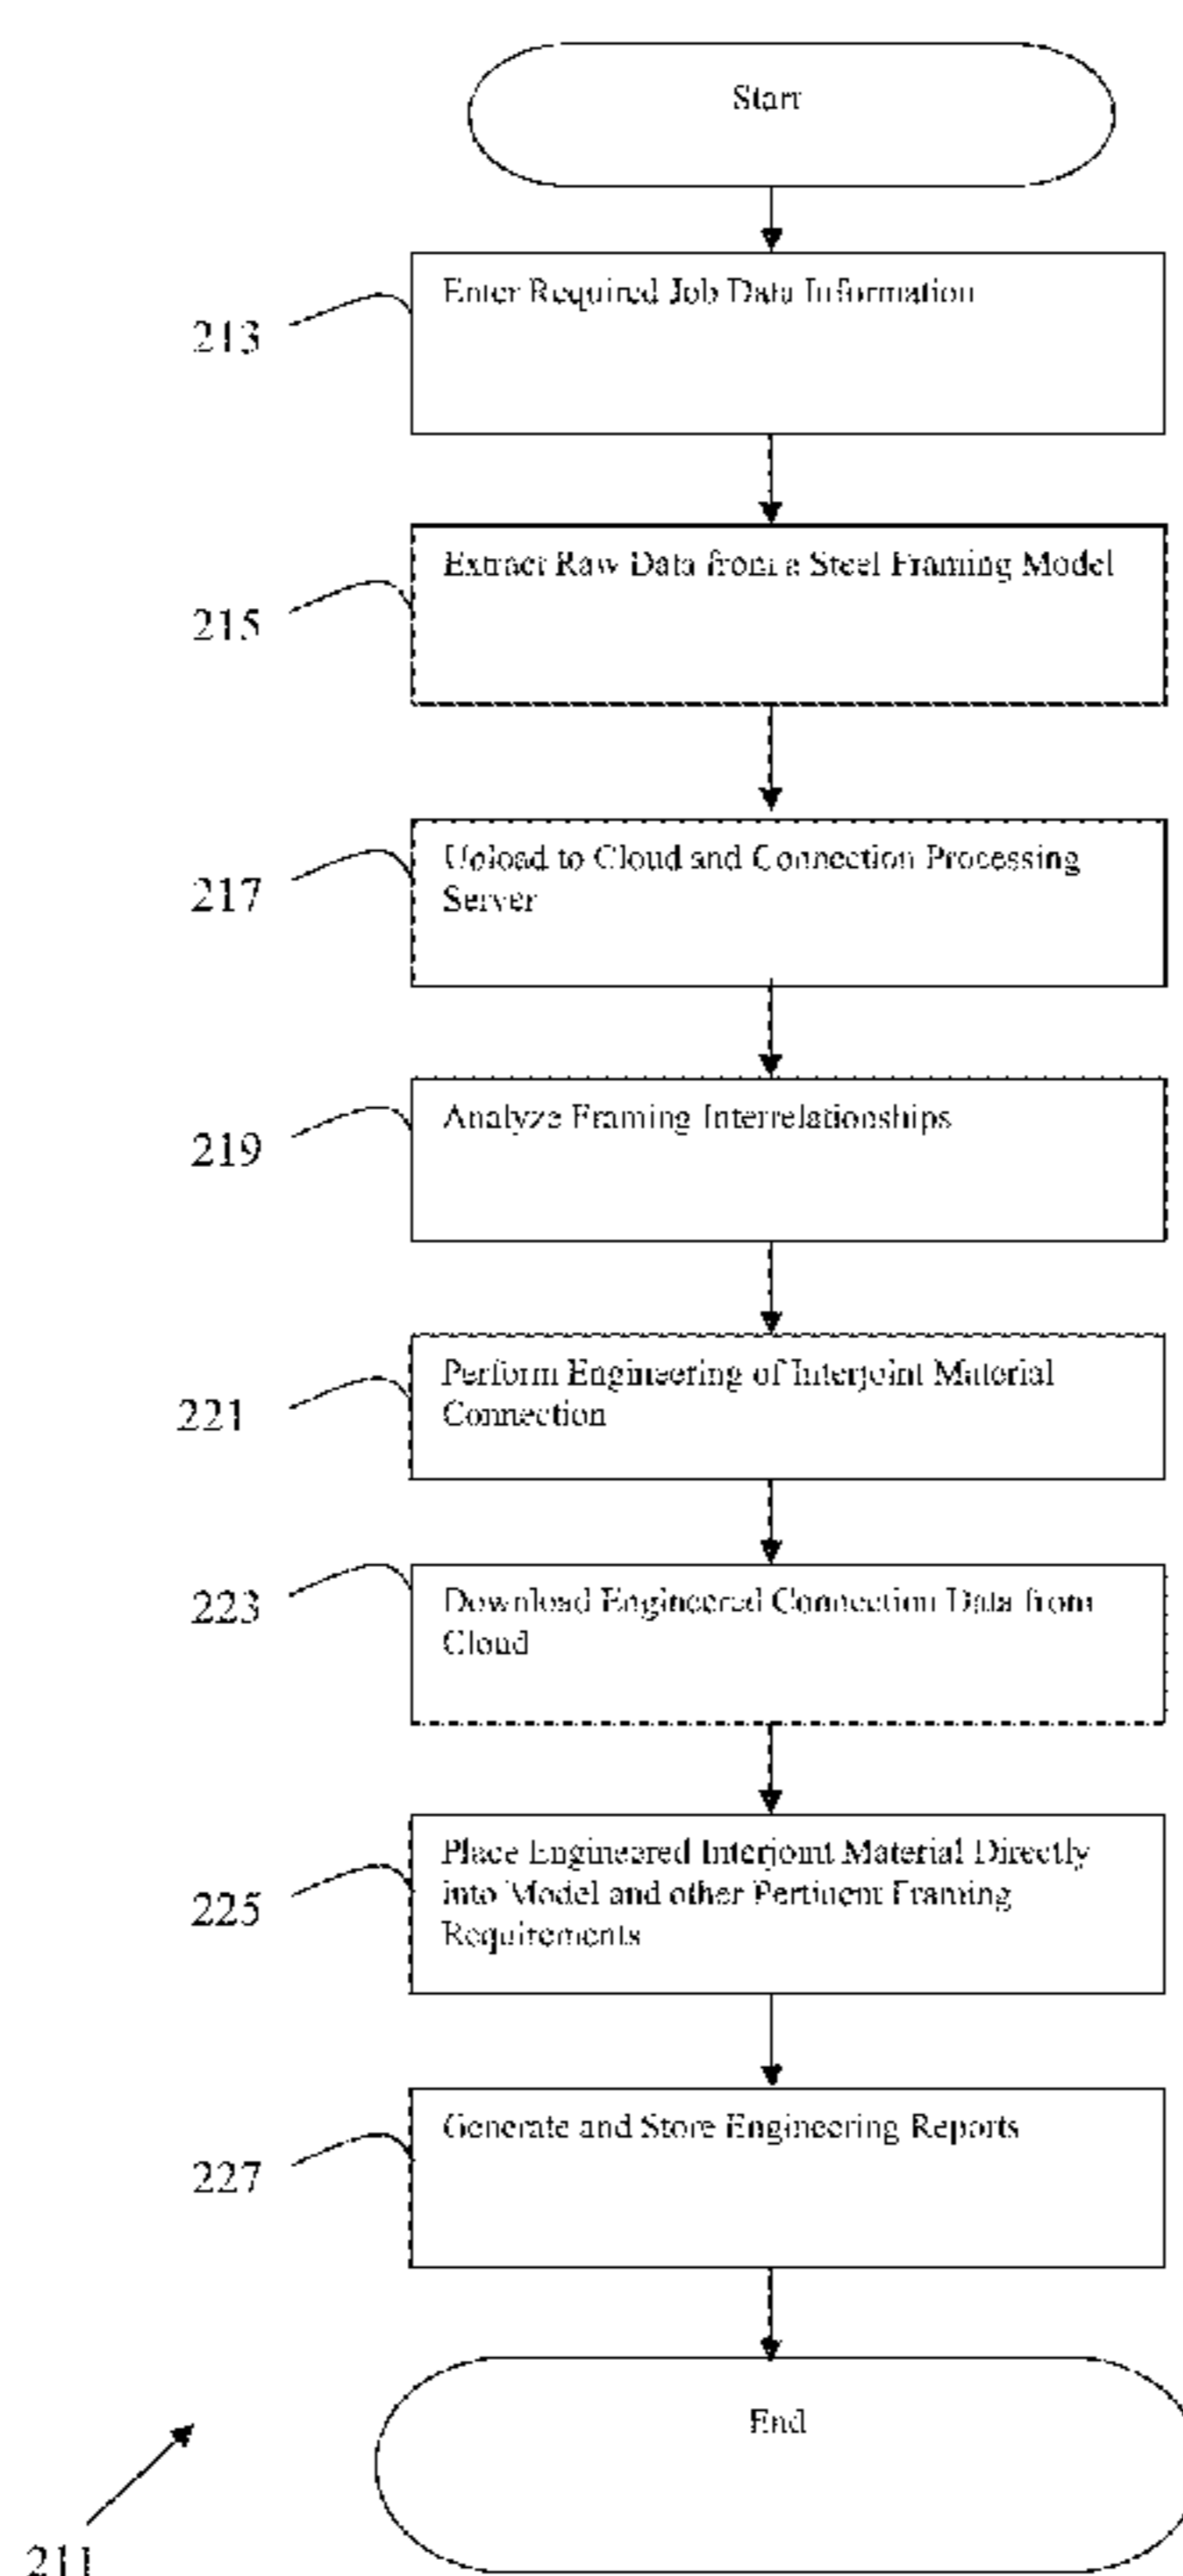 Start
Enter Required Job Data Information
213
Extract Raw Data from a Steel Framing Model
215
Upload to Cloud and Connection Processing
Server
217
Analyze Framing Interrelationships
219
Perform Engineering of Interjoint Material
Connection
221
Download Engineered Connection Data from
Cloud
223
Place Engineered Interjoint Material Directly
into Model and other Pertinent Framing
Requirements
225
Generate and Store Engineering Reports
227
End
211